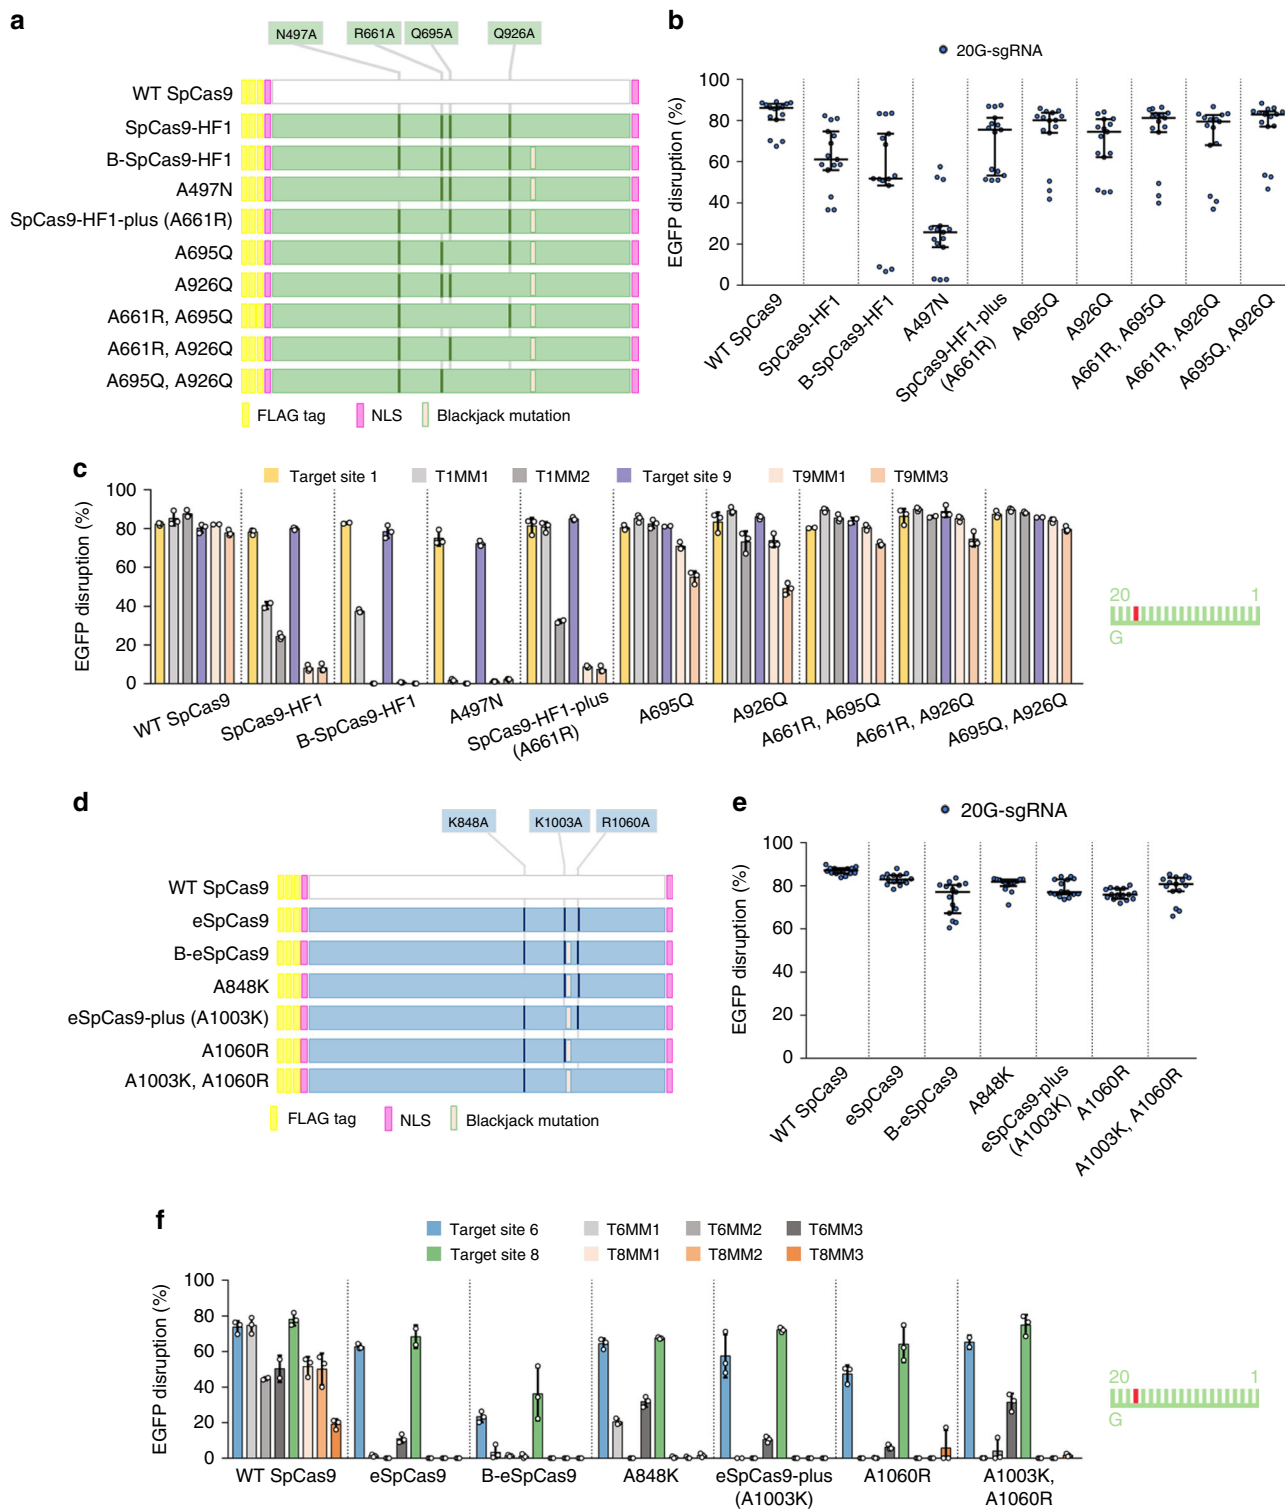 a
N497A R661A Q695A Q926A
WT SpCas9
SpCas9-HF1
B-SpCas9-HF1
A497N
SpCas9-HF1-plus (A661R)
A695Q
A926Q
A661R, A695Q
A661R, A926Q
A695Q, A926Q
FLAG tag NLS Blackjack mutation
b
20G-sgRNA
EGFP disruption (%)
100
80
60
40
20
0
WT SpCas9
SpCas9-HF1
B-SpCas9-HF1
A497N
SpCas9-HF1-plus
(A661R)
A695Q
A926Q
A661R, A695Q
A661R, A926Q
A695Q, A926Q
c
Target site 1 T1MM1 T1MM2 Target site 9 T9MM1 T9MM3
EGFP disruption (%)
100
80
60
40
20
0
WT SpCas9
SpCas9-HF1
B-SpCas9-HF1
A497N
SpCas9-HF1-plus
(A661R)
A695Q
A926Q
A661R, A695Q
A661R, A926Q
A695Q, A926Q
20 1
G
d
K848A K1003A R1060A
WT SpCas9
eSpCas9
B-eSpCas9
A848K
eSpCas9-plus (A1003K)
A1060R
A1003K, A1060R
FLAG tag NLS Blackjack mutation
e
20G-sgRNA
EGFP disruption (%)
100
80
60
40
20
0
WT SpCas9
eSpCas9
B-eSpCas9
A848K
eSpCas9-plus
(A1003K)
A1060R
A1003K, A1060R
f
Target site 6 T6MM1 T6MM2 T6MM3
Target site 8 T8MM1 T8MM2 T8MM3
EGFP disruption (%)
100
80
60
40
20
0
WT SpCas9
eSpCas9
B-eSpCas9
A848K
eSpCas9-plus
(A1003K)
A1060R
A1003K,
A1060R
20 1
G